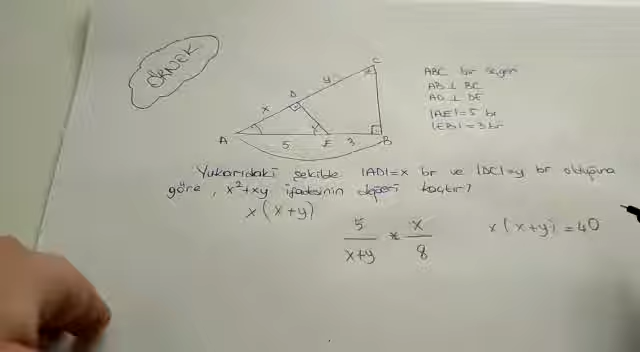 ÖRNEK
C
y
D
x
A
5
E
3
B
ABC bir üçgen
AB ⊥ BC
AD ⊥ DE
|AE|=5 br
|EB|=3 br
Yukarıdaki şekilde |AD|=x br ve |DC|=y br olduğuna
göre, x²+xy ifadesinin değeri kaçtır?
x(x+y)
5/(x+y) = x/8
x(x+y)=40